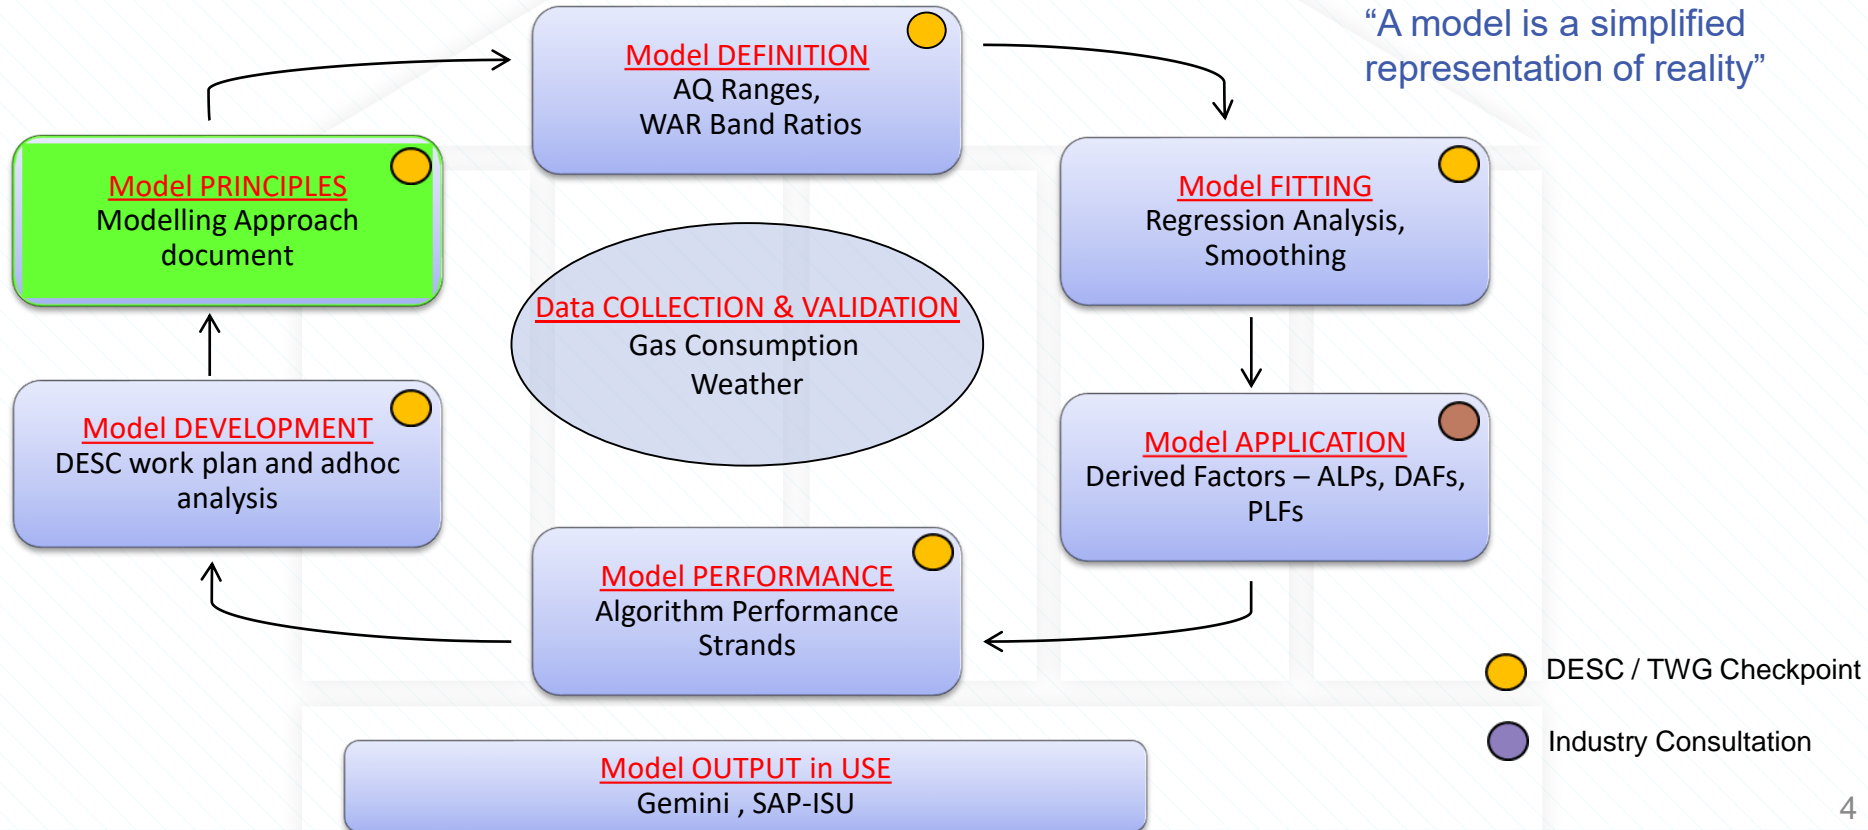 “A model is a simplified
representation of reality”
Model DEFINITION
AQ Ranges,
WAR Band Ratios
Model PRINCIPLES
Modelling Approach
document
Model FITTING
Regression Analysis,
Smoothing
Data COLLECTION & VALIDATION
Gas Consumption
Weather
Model DEVELOPMENT
DESC work plan and adhoc
analysis
Model APPLICATION
Derived Factors – ALPs, DAFs,
PLFs
Model PERFORMANCE
Algorithm Performance
Strands
DESC / TWG Checkpoint
Industry Consultation
Model OUTPUT in USE
Gemini , SAP-ISU
4